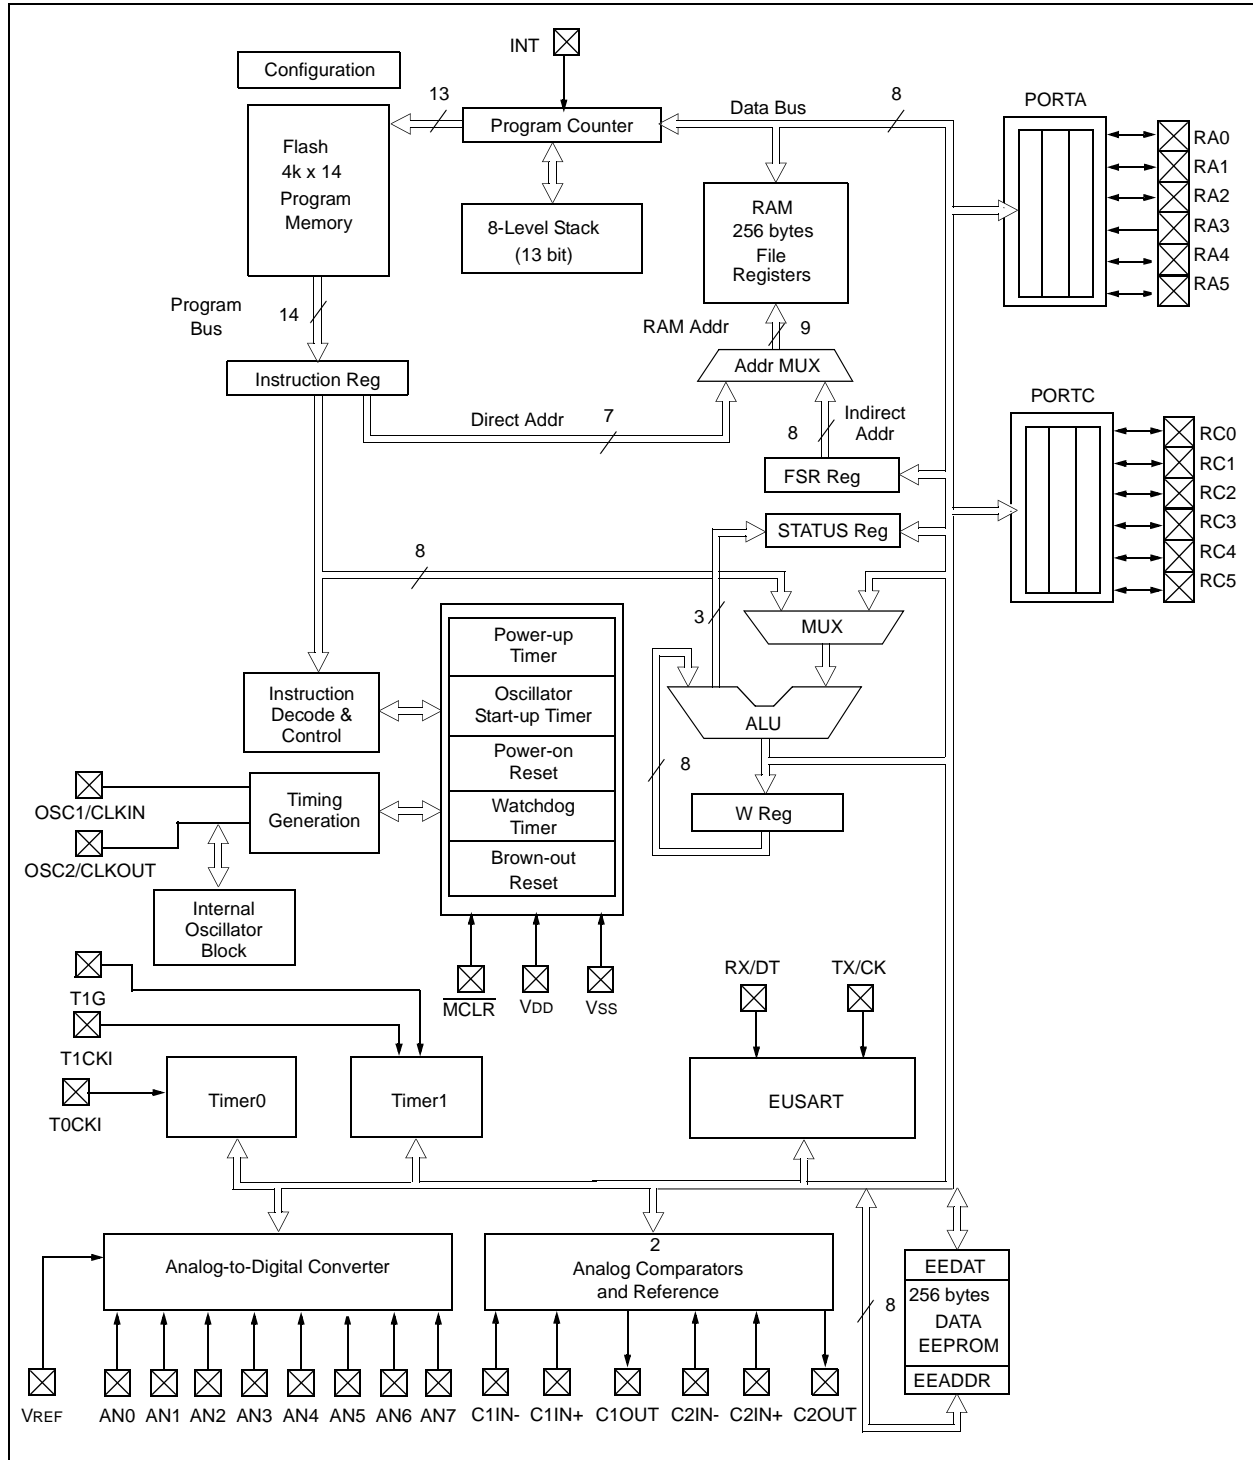 INT
Configuration
13
Data Bus
8
PORTA
Program Counter
Flash
4k x 14
Program
Memory
RA0
RA1
RA2
RA3
RA4
RA5
8-Level Stack
(13 bit)
RAM
256 bytes
File
Registers
Program
Bus
14
RAM Addr
9
Addr MUX
Instruction Reg
Direct Addr
7
8
Indirect
Addr
PORTC
RC0
RC1
RC2
RC3
RC4
RC5
FSR Reg
STATUS Reg
8
3
MUX
Power-up
Timer
Oscillator
Start-up Timer
Power-on
Reset
Watchdog
Timer
Brown-out
Reset
Instruction
Decode &
Control
ALU
8
W Reg
OSC1/CLKIN
Timing
Generation
OSC2/CLKOUT
Internal
Oscillator
Block
T1G
MCLR
VDD
VSS
RX/DT
TX/CK
T1CKI
T0CKI
Timer0
Timer1
EUSART
Analog-to-Digital Converter
2
Analog Comparators
and Reference
EEDAT
256 bytes
DATA
EEPROM
EEADDR
8
VREF
AN0
AN1
AN2
AN3
AN4
AN5
AN6
AN7
C1IN-
C1IN+
C1OUT
C2IN-
C2IN+
C2OUT